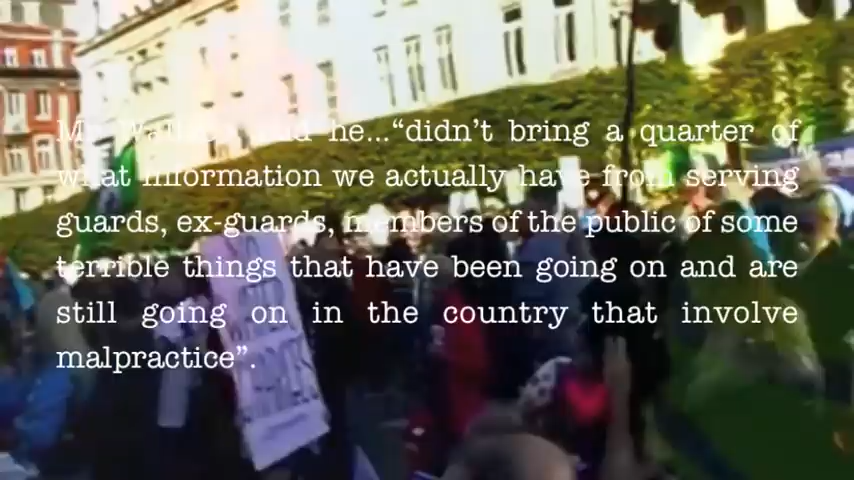 he...“didn’t bring a quarter of
what information we actually have from serving
guards, ex-guards, members of the public of some
terrible things that have been going on and are
still going on in the country that involve
malpractice”.